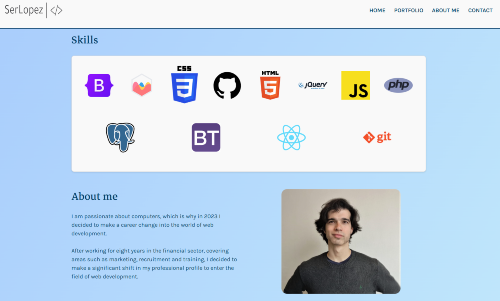 SerLopez </>
HOME PORTFOLIO ABOUT ME CONTACT
Skills
B CSS 3 HTML 5 jQuery JS php
BT git
About me
I am passionate about computers, which is why in 2023 I
decided to make a career change into the world of web
development.
After working for eight years in the financial sector, covering
areas such as marketing, recruitment and training, I decided to
make a significant shift in my professional profile to enter the
field of web development.